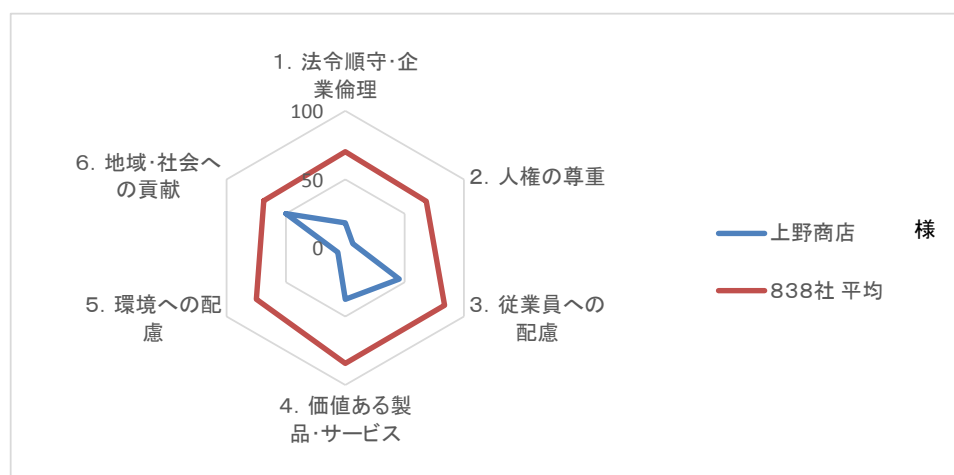 1．法令順守･企
業倫理
100
50
0
6．地域･社会へ
の貢献
2．人権の尊重
5．環境への配
慮
3．従業員への
配慮
4．価値ある製
品･サービス
上野商店 様
838社 平均